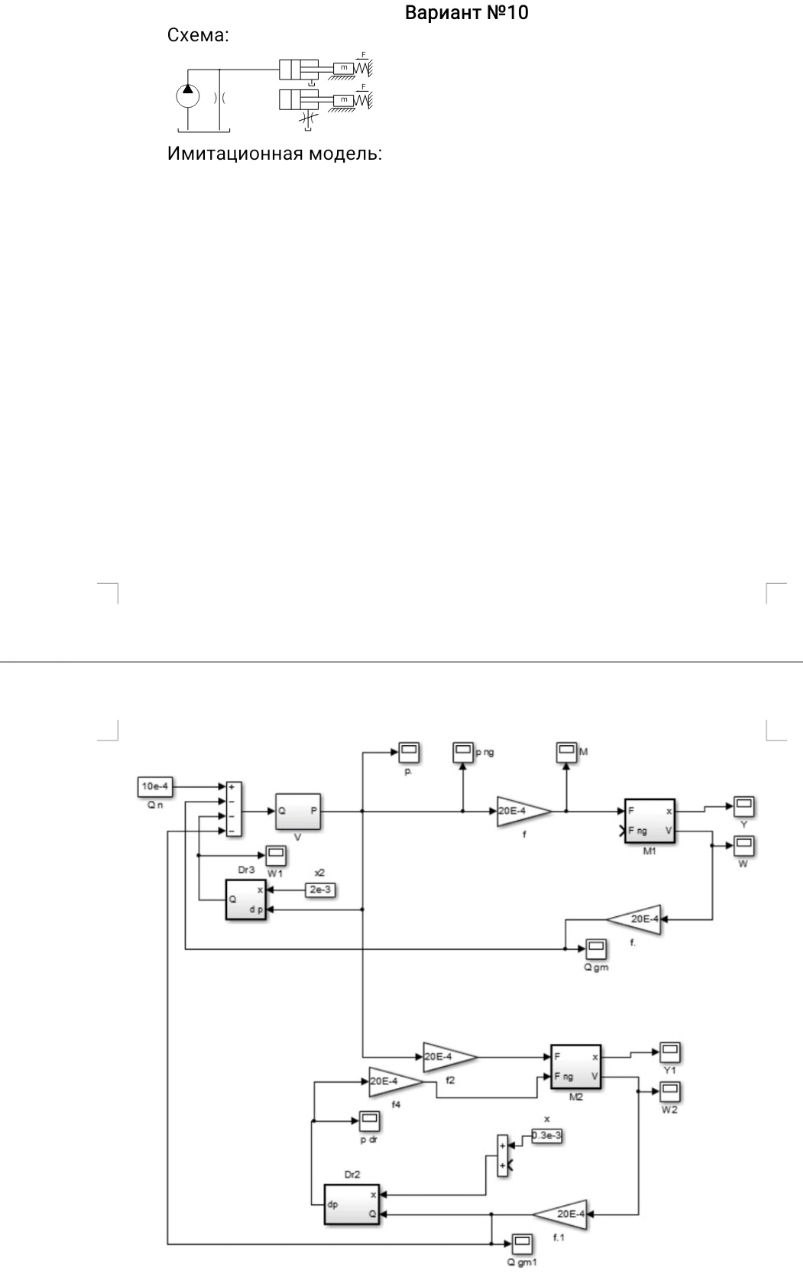 Вариант №10
Схема:
F
m
F
m
Имитационная модель:
p.
p ng
M
10e-4
Q n
+
−
−
−
Q
P
V
20E-4
f
F
x
F ng
V
M1
Y
W
W1
Dr3
x2
2e-3
Q
x
d p
20E-4
f.
Q gm
20E-4
f2
F
x
F ng
V
M2
Y1
W2
20E-4
f4
p dr
x
0.3e-3
+
+
Dr2
dp
x
Q
20E-4
f.1
Q gm1